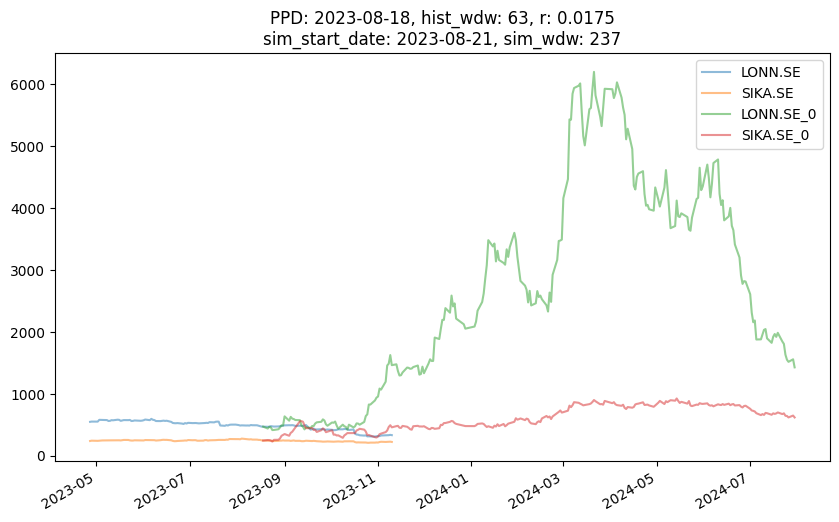 PPD: 2023-08-18, hist_wdw: 63, r: 0.0175
sim_start_date: 2023-08-21, sim_wdw: 237
LONN.SE
SIKA.SE
LONN.SE_0
SIKA.SE_0
6000
5000
4000
3000
2000
1000
0
2023-05
2023-07
2023-09
2023-11
2024-01
2024-03
2024-05
2024-07